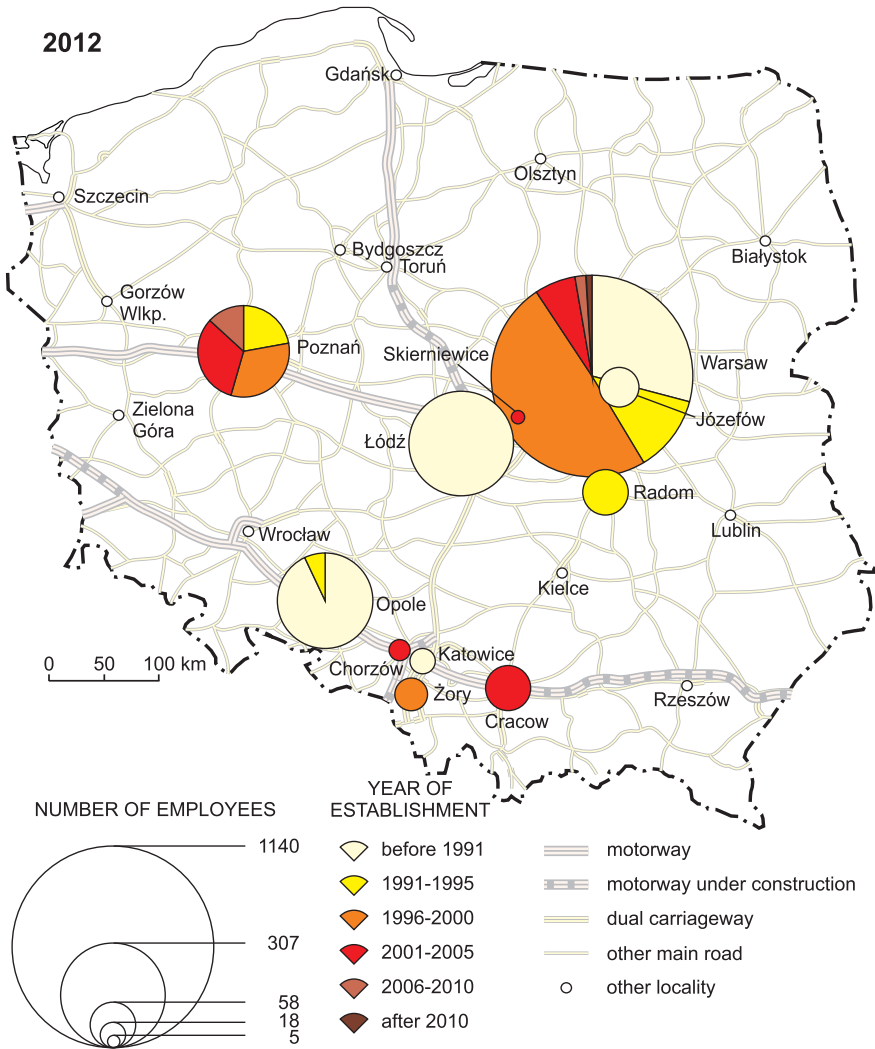 2012
Gdańsk
Olsztyn
Szczecin
Bydgoszcz
Toruń
Białystok
Gorzów
Wlkp.
Poznań
Skierniewice
Warsaw
Zielona
Góra
Józefów
Łódź
Radom
Lublin
Wrocław
Kielce
Opole
0 50 100 km
Chorzów
Katowice
Żory
Cracow
Rzeszów
NUMBER OF EMPLOYEES
1140
307
58
18
5
YEAR OF
ESTABLISHMENT
before 1991
1991-1995
1996-2000
2001-2005
2006-2010
after 2010
motorway
motorway under construction
dual carriageway
other main road
other locality